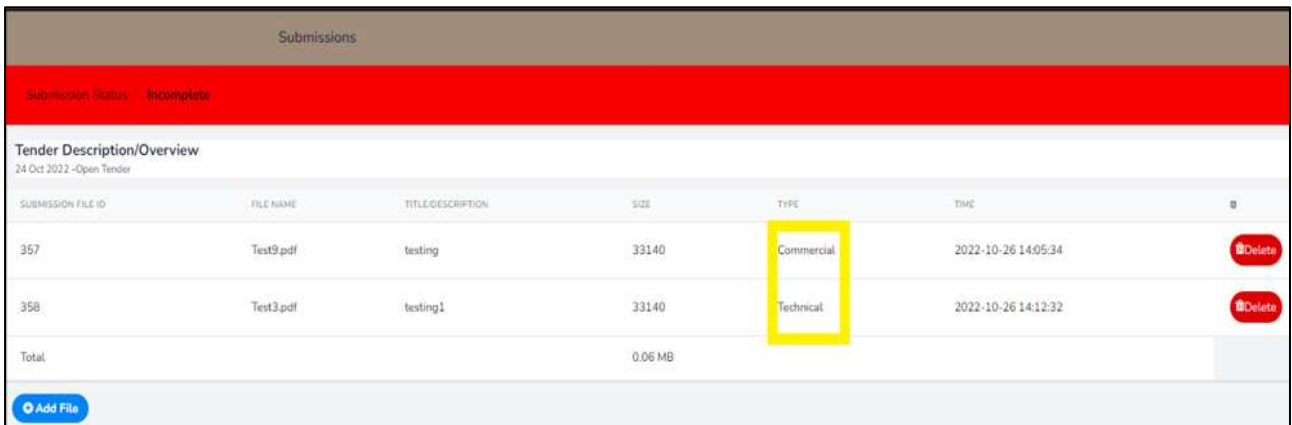 Submissions
Submission Status Incomplete
Tender Description/Overview
24 Oct 2022 -Open Tender
SUBMISSION FILE ID FILE NAME TITLE/DESCRIPTION SIZE TYPE TIME
357 Test9.pdf testing 33140 Commercial 2022-10-26 14:05:34 Delete
358 Test3.pdf testing1 33140 Technical 2022-10-26 14:12:32 Delete
Total 0.06 MB
Add File